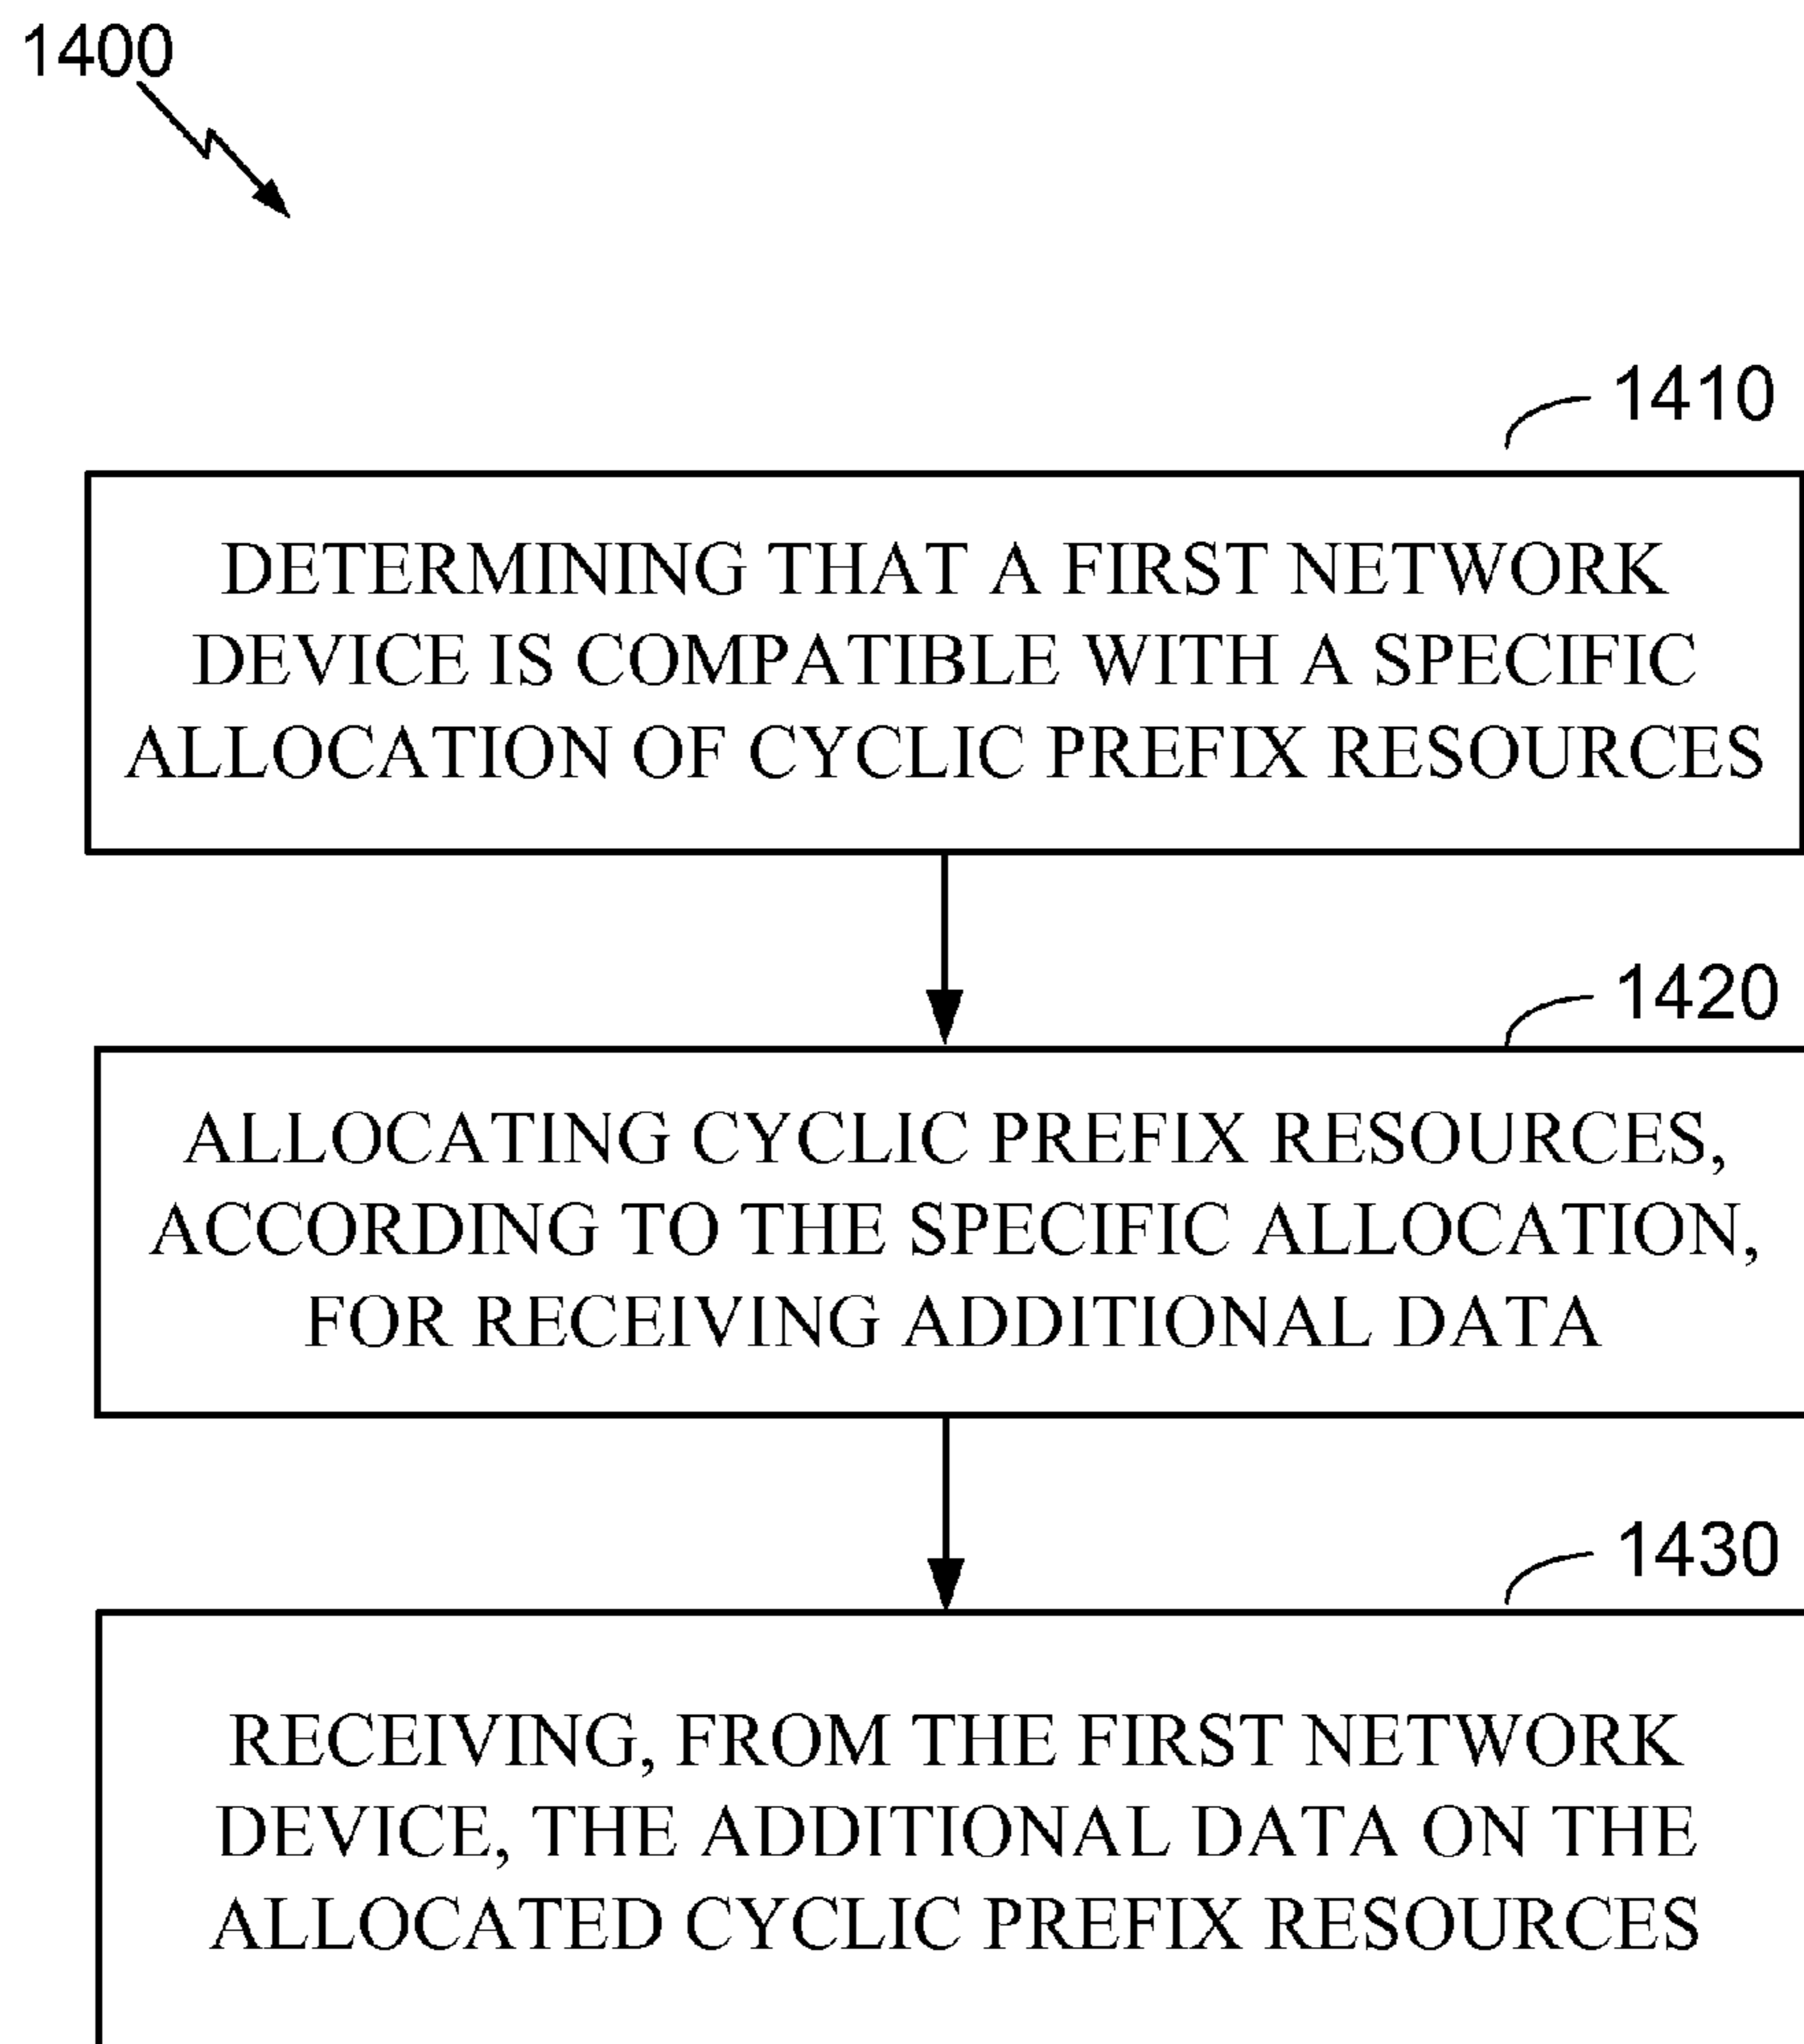 1400
1410
DETERMINING THAT A FIRST NETWORK
DEVICE IS COMPATIBLE WITH A SPECIFIC
ALLOCATION OF CYCLIC PREFIX RESOURCES
1420
ALLOCATING CYCLIC PREFIX RESOURCES,
ACCORDING TO THE SPECIFIC ALLOCATION,
FOR RECEIVING ADDITIONAL DATA
1430
RECEIVING, FROM THE FIRST NETWORK
DEVICE, THE ADDITIONAL DATA ON THE
ALLOCATED CYCLIC PREFIX RESOURCES